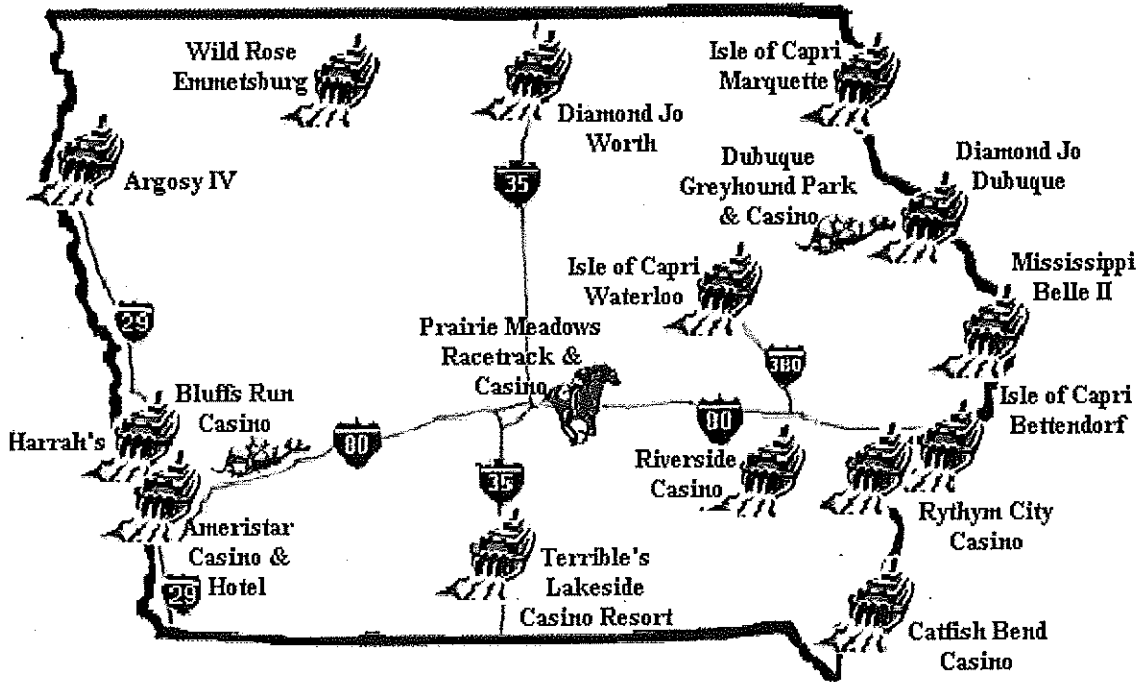 Wild Rose
Emmetsburg
Isle of Capri
Marquette
Diamond Jo
Worth
Argosy IV
35
Dubuque
Greyhound Park
& Casino
Diamond Jo
Dubuque
Isle of Capri
Waterloo
Mississippi
Belle II
29
Prairie Meadows
Racetrack &
Casino
380
Bluffs Run
Casino
Harrah's
80
80
Isle of Capri
Bettendorf
35
Riverside
Casino
Rythym City
Casino
Ameristar
Casino &
Hotel
29
Terrible's
Lakeside
Casino Resort
Catfish Bend
Casino